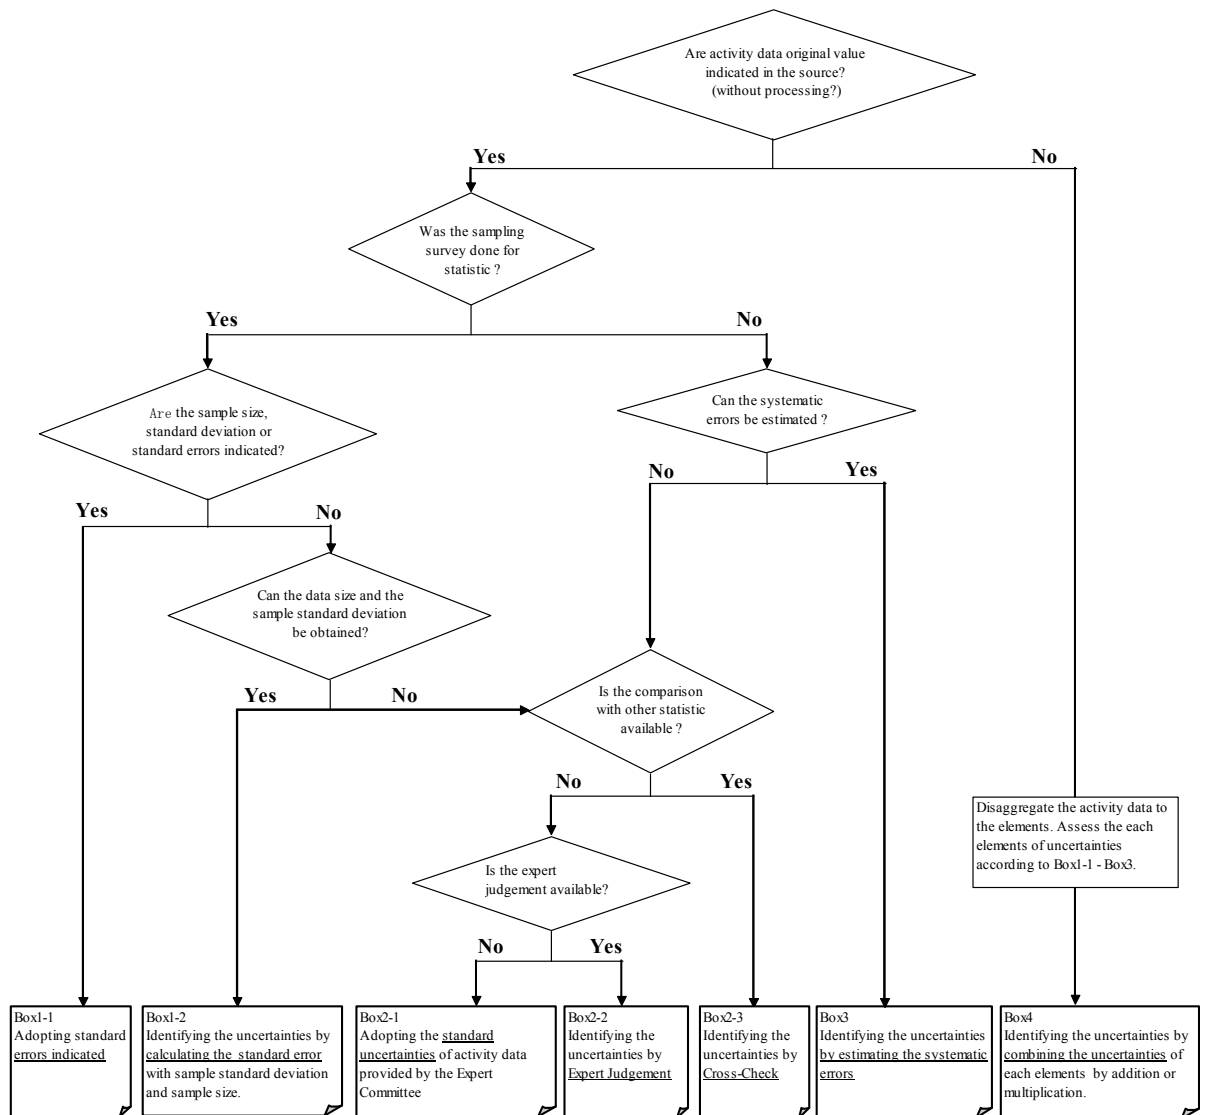 Are activity data original value
indicated in the source?
(without processing?)
Yes
No
Was the sampling
survey done for
statistic ?
Yes
No
Are the sample size,
standard deviation or
standard errors indicated?
Can the systematic
errors be estimated ?
No
Yes
Yes
No
Can the data size and the
sample standard deviation
be obtained?
Yes
No
Is the comparison
with other statistic
available ?
No
Yes
Disaggregate the activity data to
the elements. Assess the each
elements of uncertainties
according to Box1-1 - Box3.
Is the expert
judgement available?
No
Yes
Box1-1
Adopting standard
errors indicated
Box1-2
Identifying the uncertainties by
calculating the standard error
with sample standard deviation
and sample size.
Box2-1
Adopting the standard
uncertainties of activity data
provided by the Expert
Committee
Box2-2
Identifying the
uncertainties by
Expert Judgement
Box2-3
Identifying the
uncertainties by
Cross-Check
Box3
Identifying the uncertainties
by estimating the systematic
errors
Box4
Identifying the uncertainties by
combining the uncertainties of
each elements by addition or
multiplication.